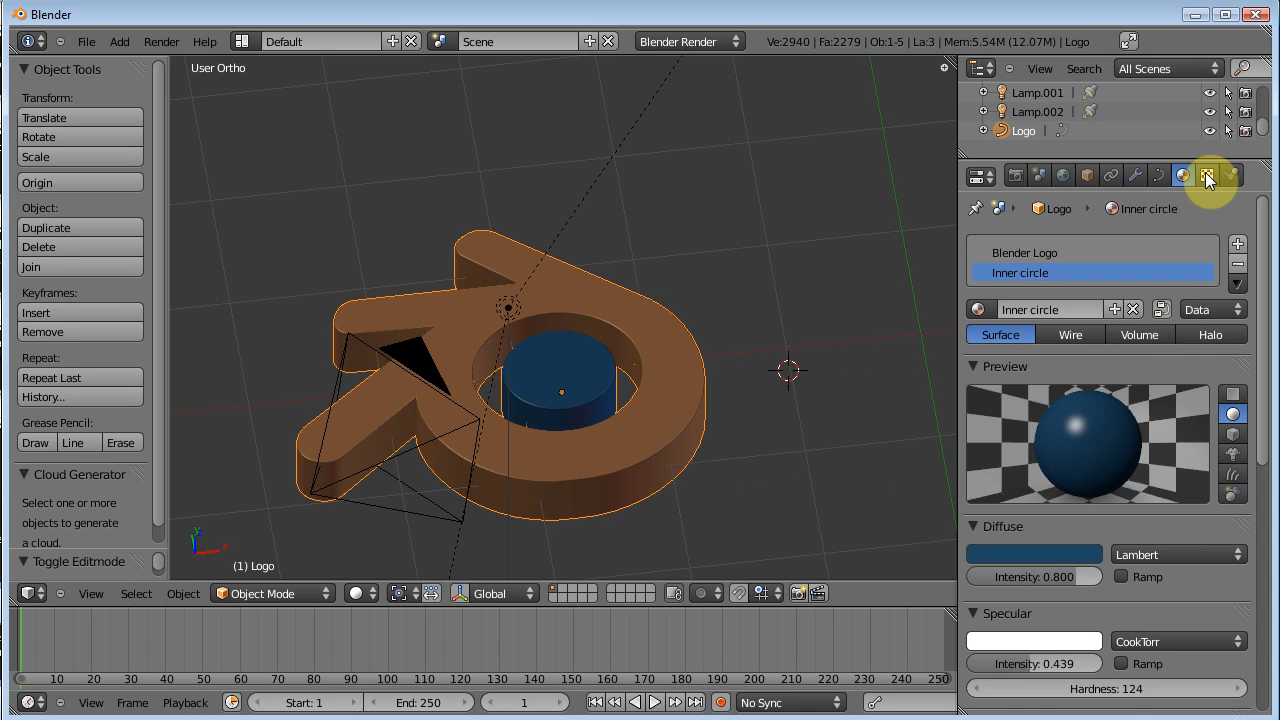 Blender
File Add Render Help Default Scene Blender Render Ve:2940 | Fa:2279 | Ob:1-5 | La:3 | Mem:5.54M (12.07M) | Logo
Object Tools
Transform:
Translate
Rotate
Scale
Origin
Object:
Duplicate
Delete
Join
Keyframes:
Insert
Remove
Repeat:
Repeat Last
History...
Grease Pencil:
Draw Line Erase
Cloud Generator
Select one or more
objects to generate
a cloud.
Toggle Editmode
User Ortho
(1) Logo
View Select Object Object Mode Global
10 20 30 40 50 60 70 80 90 100 110 120 130 140 150 160 170 180 190 200 210 220 230 240 250
View Frame Playback Start: 1 End: 250 1 No Sync
View Search All Scenes
Lamp.001
Lamp.002
Logo
Logo Inner circle
Blender Logo
Inner circle
Inner circle Data
Surface Wire Volume Halo
Preview
Diffuse
Lambert
Intensity: 0.800 Ramp
Specular
CookTorr
Intensity: 0.439 Ramp
Hardness: 124